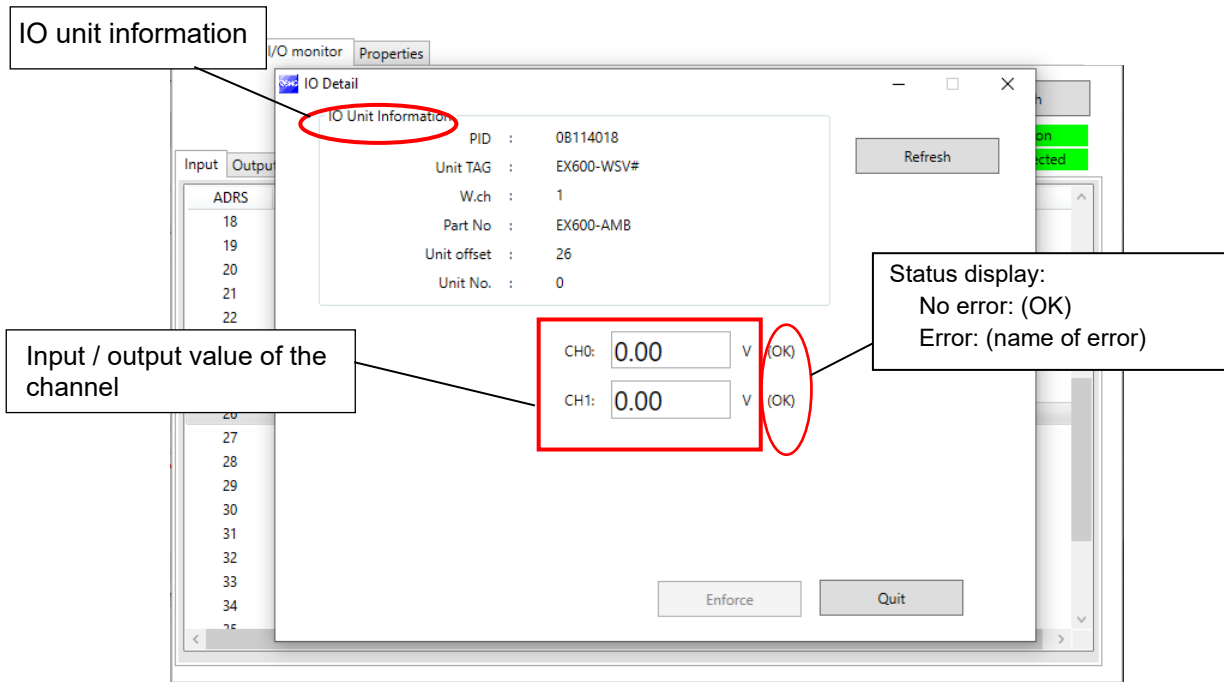 IO unit information
I/O monitor
Properties
IO Detail
IO Unit Information
PID : 0B114018
Unit TAG : EX600-WSV#
W.ch : 1
Part No : EX600-AMB
Unit offset : 26
Unit No. : 0
Refresh
Input
Output
ADRS
18
19
20
21
22
Status display:
No error: (OK)
Error: (name of error)
Input / output value of the
channel
CH0: 0.00 V (OK)
CH1: 0.00 V (OK)
26
27
28
29
30
31
32
33
34
35
Enforce
Quit